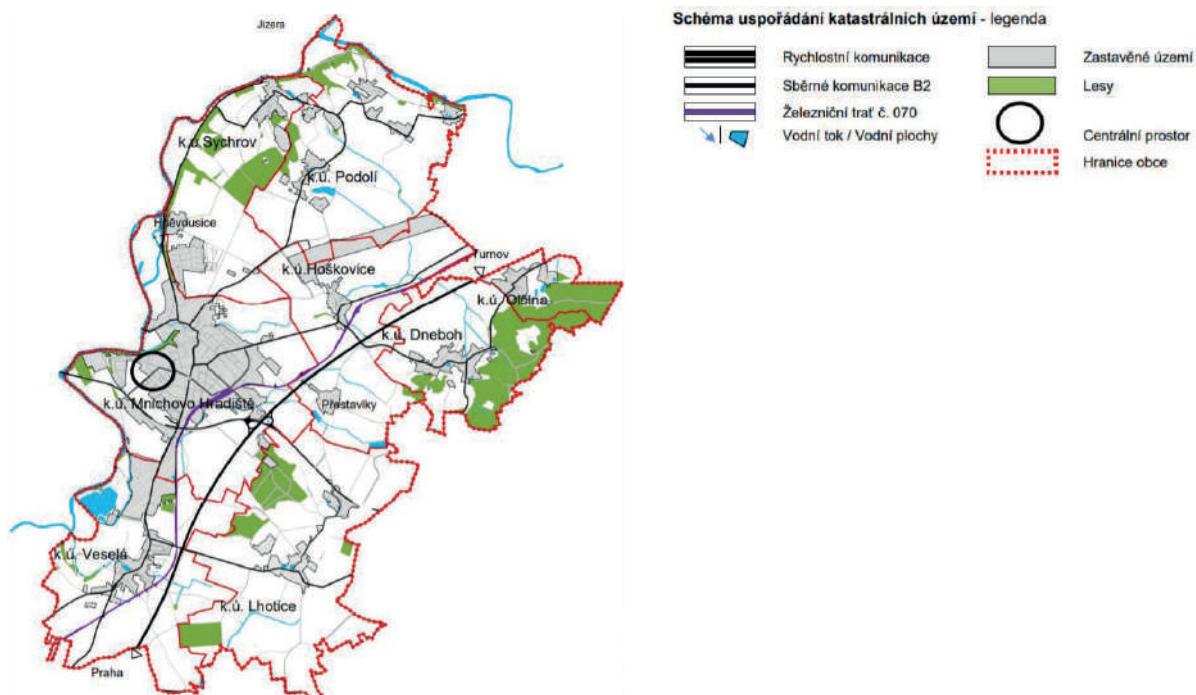 Jizera
k.ú. Sychrov
k.ú. Podolí
Hněvousice
k.ú. Hoškovice
Turnov
k.ú. Olšina
k.ú. Dneboh
k.ú. Mnichovo Hradiště
Přestavlky
k.ú. Veselá
k.ú. Lhotice
Praha
Schéma uspořádání katastrálních území - legenda
Rychlostní komunikace
Sběrné komunikace B2
Železniční trať č. 070
Vodní tok / Vodní plochy
Zastavěné území
Lesy
Centrální prostor
Hranice obce